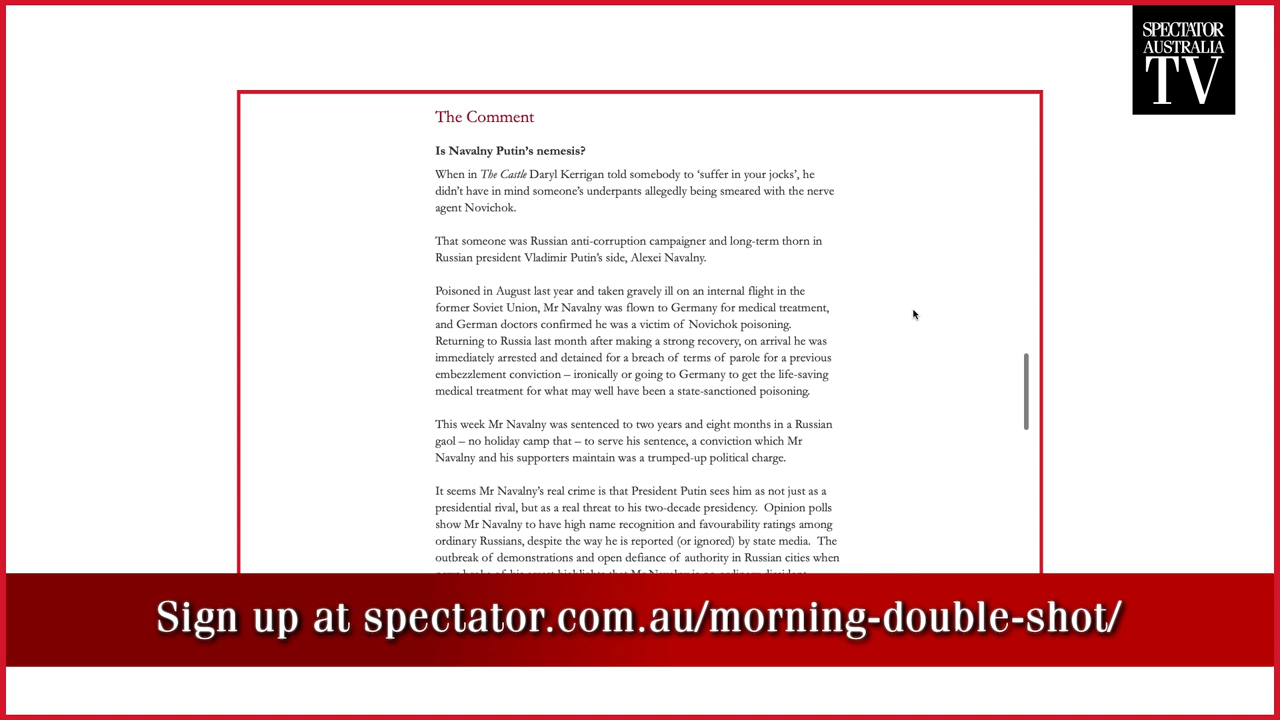 SPECTATOR
AUSTRALIA
TV
The Comment
Is Navalny Putin’s nemesis?
When in The Castle Daryl Kerrigan told somebody to ‘suffer in your jocks’, he
didn’t have in mind someone’s underpants allegedly being smeared with the nerve
agent Novichok.
That someone was Russian anti-corruption campaigner and long-term thorn in
Russian president Vladimir Putin’s side, Alexei Navalny.
Poisoned in August last year and taken gravely ill on an internal flight in the
former Soviet Union, Mr Navalny was flown to Germany for medical treatment,
and German doctors confirmed he was a victim of Novichok poisoning.
Returning to Russia last month after making a strong recovery, on arrival he was
immediately arrested and detained for a breach of terms of parole for a previous
embezzlement conviction – ironically or going to Germany to get the life-saving
medical treatment for what may well have been a state-sanctioned poisoning.
This week Mr Navalny was sentenced to two years and eight months in a Russian
gaol – no holiday camp that – to serve his sentence, a conviction which Mr
Navalny and his supporters maintain was a trumped-up political charge.
It seems Mr Navalny’s real crime is that President Putin sees him as not just as a
presidential rival, but as a real threat to his two-decade presidency. Opinion polls
show Mr Navalny to have high name recognition and favourability ratings among
ordinary Russians, despite the way he is reported (or ignored) by state media. The
outbreak of demonstrations and open defiance of authority in Russian cities when
Sign up at spectator.com.au/morning-double-shot/